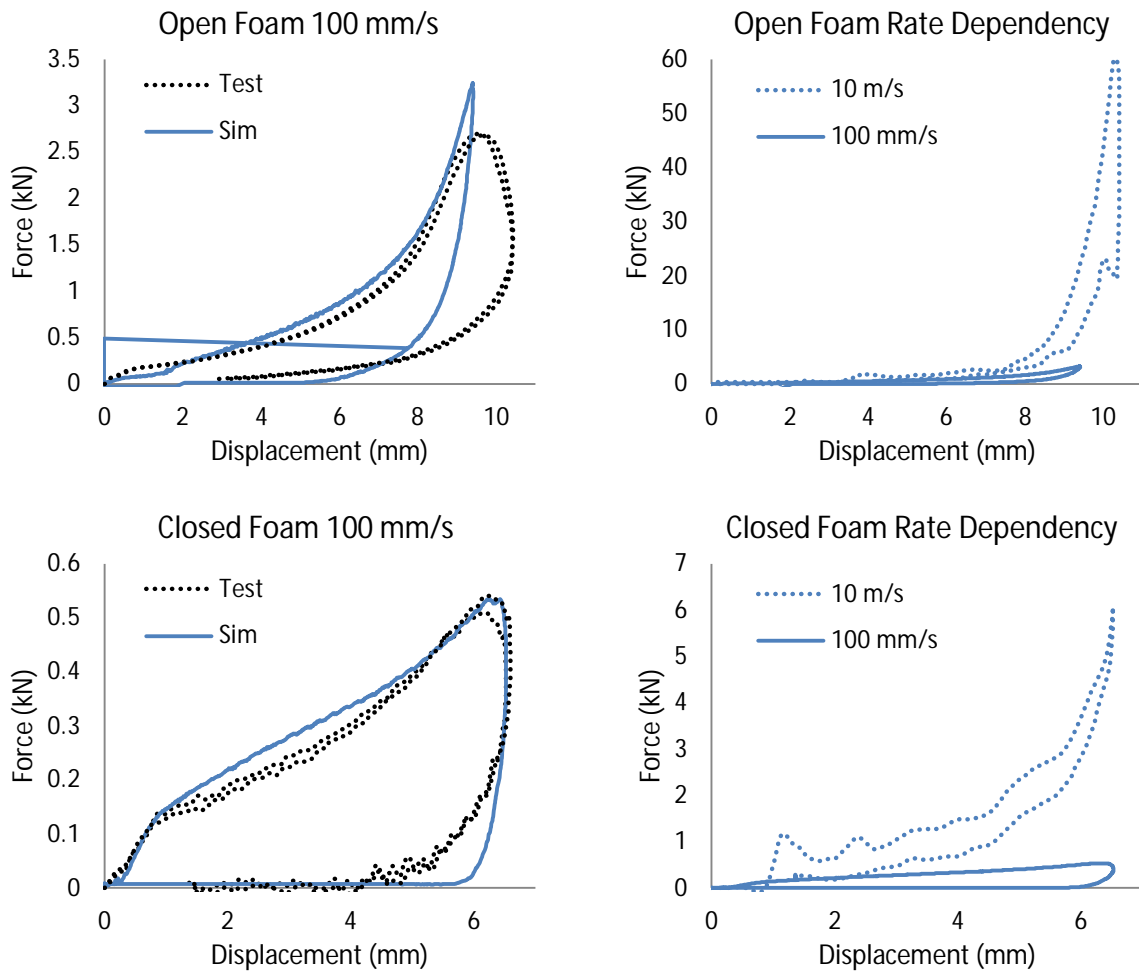 Open Foam 100 mm/s
3.5
3
2.5
2
1.5
1
0.5
0
Force (kN)
Test
Sim
0 2 4 6 8 10
Displacement (mm)
Open Foam Rate Dependency
60
50
40
30
20
10
0
Force (kN)
10 m/s
100 mm/s
0 2 4 6 8 10
Displacement (mm)
Closed Foam 100 mm/s
0.6
0.5
0.4
0.3
0.2
0.1
0
Force (kN)
Test
Sim
0 2 4 6
Displacement (mm)
Closed Foam Rate Dependency
7
6
5
4
3
2
1
0
Force (kN)
10 m/s
100 mm/s
0 2 4 6
Displacement (mm)